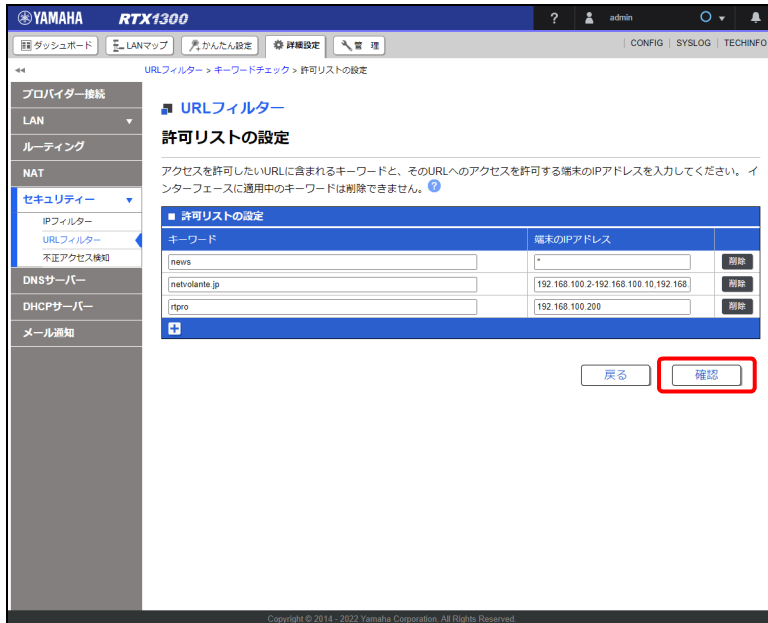 YAMAHA RTX1300 ? admin
ダッシュボード LANマップ かんたん設定 詳細設定 管 理 CONFIG SYSLOG TECHINFO
URLフィルター > キーワードチェック > 許可リストの設定
プロバイダー接続
LAN
ルーティング
NAT
セキュリティー
IPフィルター
URLフィルター
不正アクセス検知
DNSサーバー
DHCPサーバー
メール通知
URLフィルター
許可リストの設定
アクセスを許可したいURLに含まれるキーワードと、そのURLへのアクセスを許可する端末のIPアドレスを入力してください。 イ
ンターフェースに適用中のキーワードは削除できません。?
■ 許可リストの設定
キーワード 端末のIPアドレス
news * 削除
netvolante.jp 192.168.100.2-192.168.100.10,192.168. 削除
rtpro 192.168.100.200 削除
戻る 確認
Copyright © 2014 - 2022 Yamaha Corporation. All Rights Reserved.